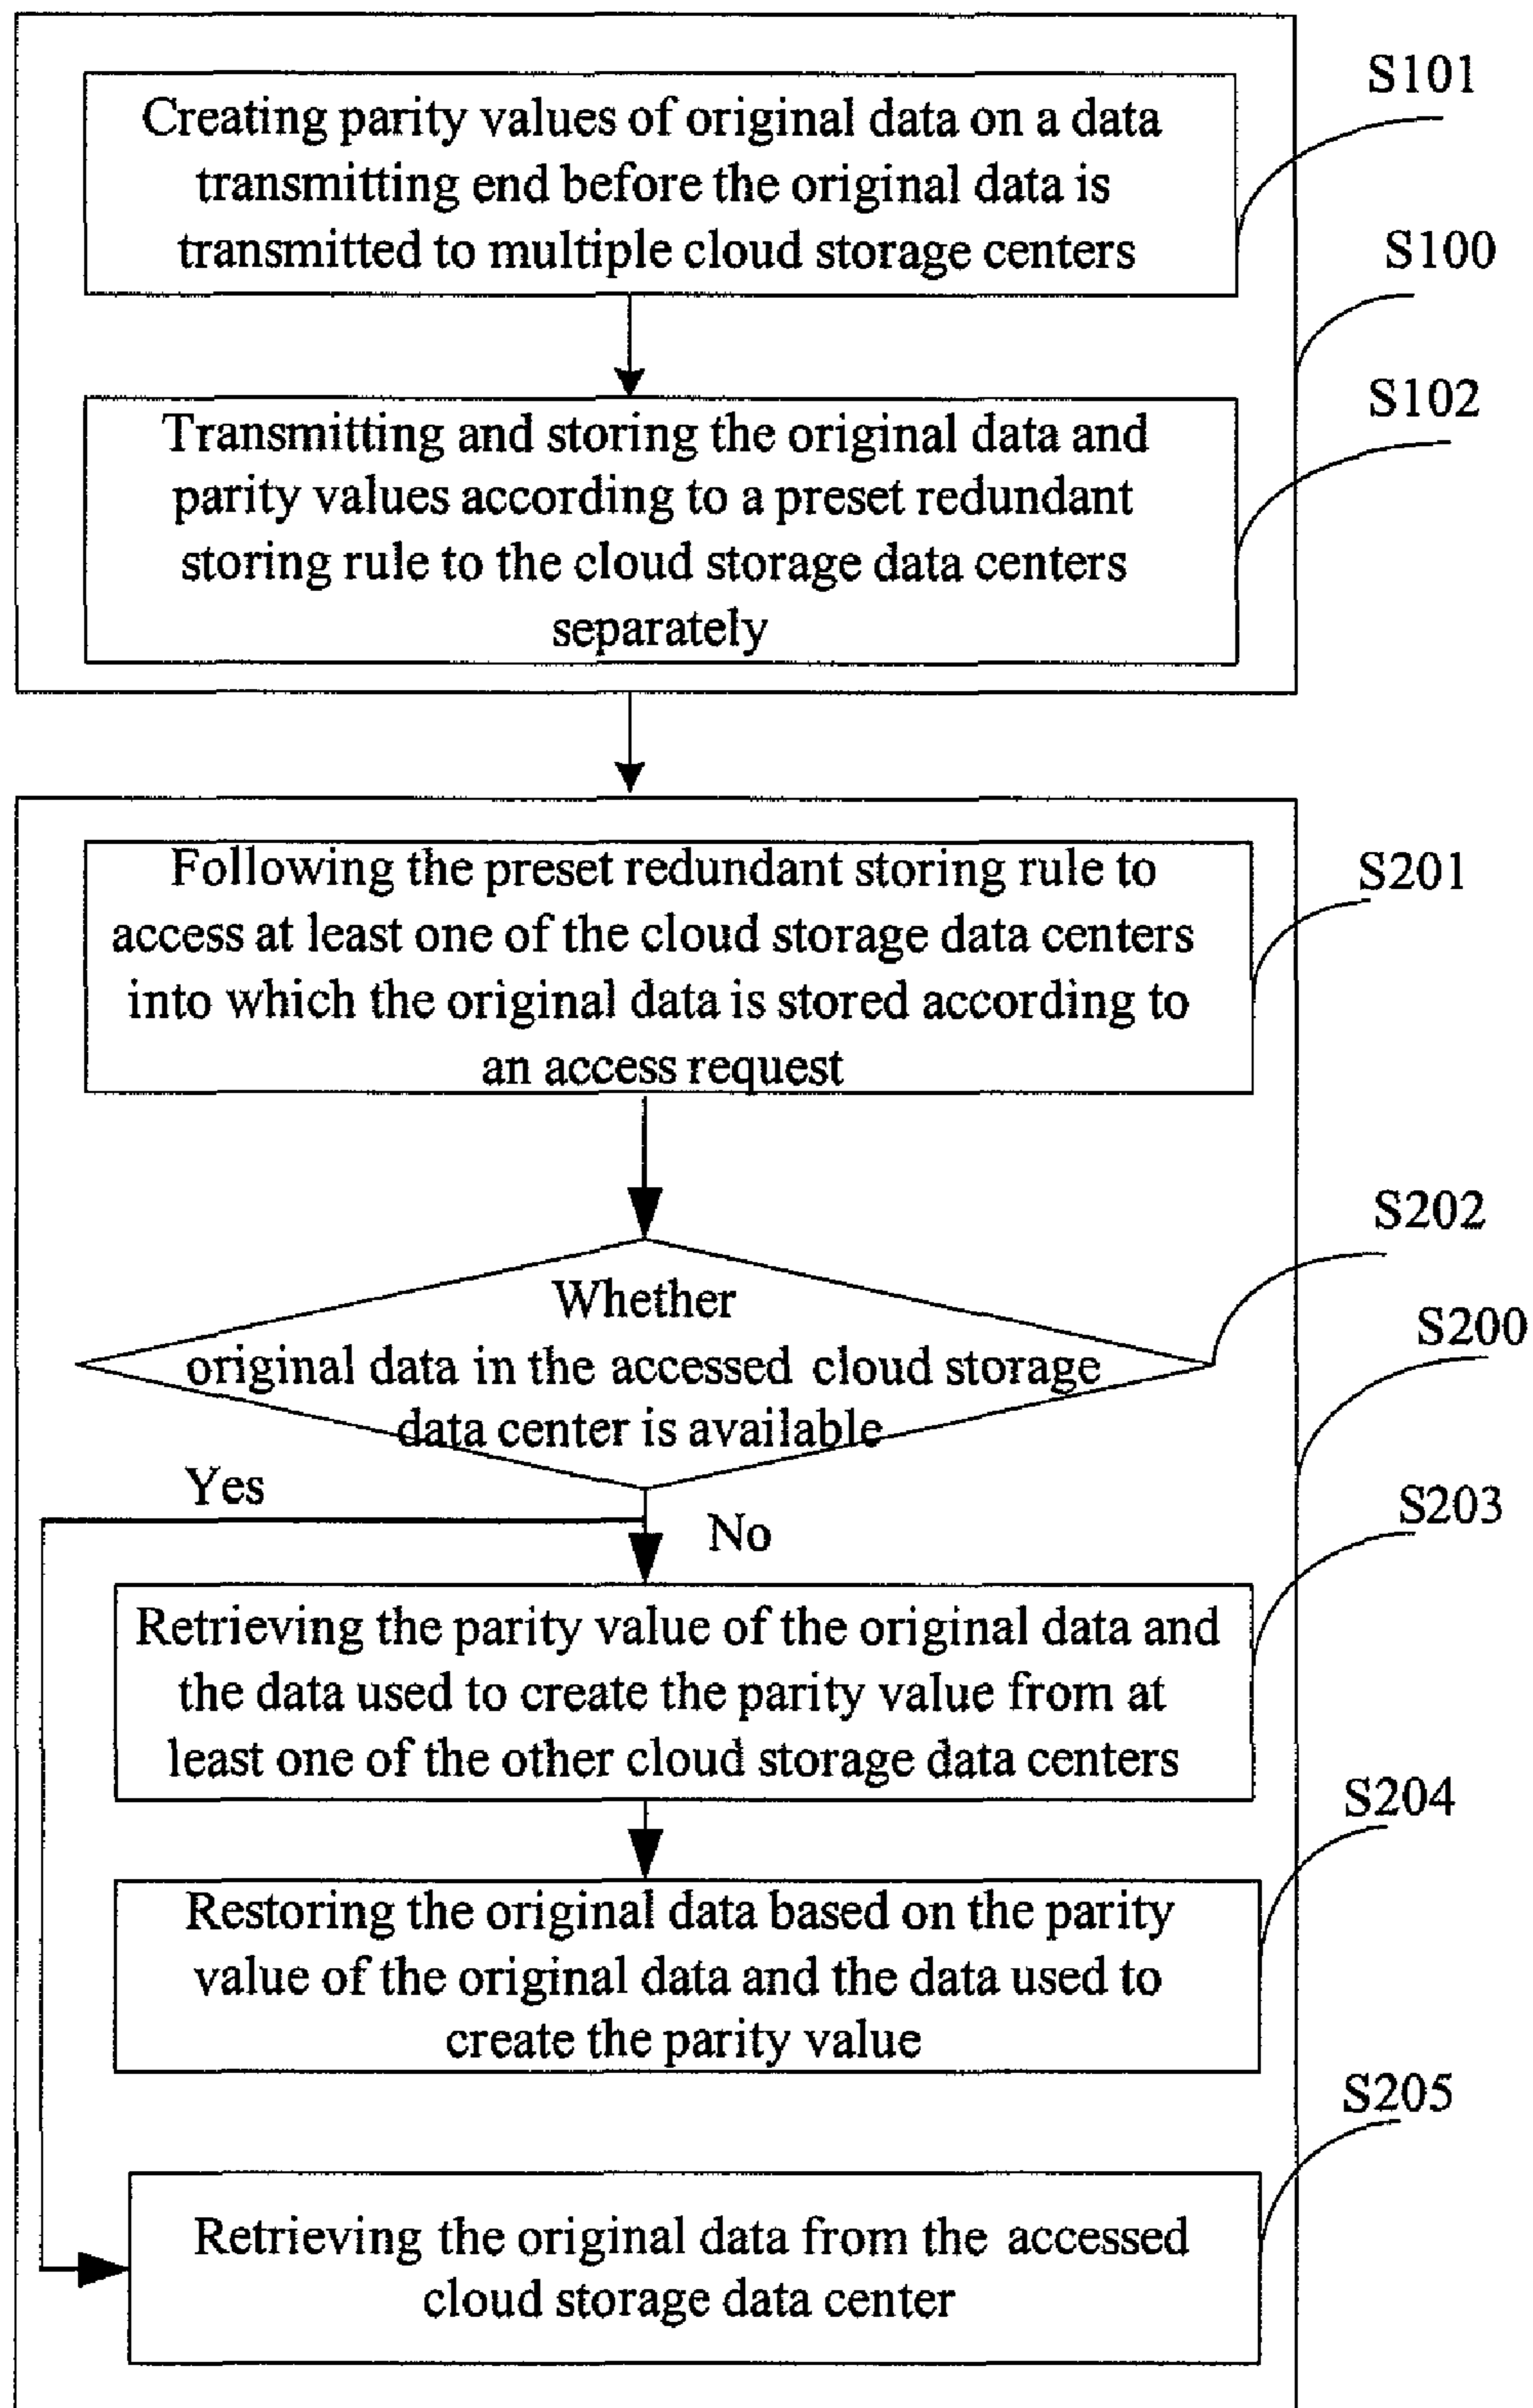 S101
Creating parity values of original data on a data
transmitting end before the original data is
transmitted to multiple cloud storage centers
S100
S102
Transmitting and storing the original data and
parity values according to a preset redundant
storing rule to the cloud storage data centers
separately
S201
Following the preset redundant storing rule to
access at least one of the cloud storage data centers
into which the original data is stored according to
an access request
S202
Whether
original data in the accessed cloud storage
data center is available
S200
Yes
No
S203
Retrieving the parity value of the original data and
the data used to create the parity value from at
least one of the other cloud storage data centers
S204
Restoring the original data based on the parity
value of the original data and the data used to
create the parity value
S205
Retrieving the original data from the accessed
cloud storage data center